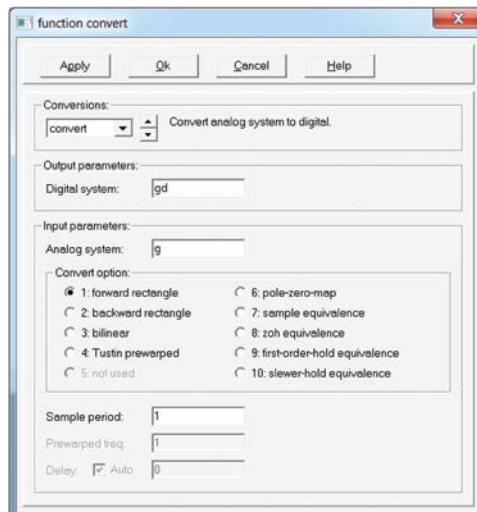 function convert
Apply Ok Cancel Help
Conversions:
convert Convert analog system to digital.
Output parameters:
Digital system: gd
Input parameters:
Analog system: g
Convert option:
1: forward rectangle 6: pole-zero-map
2: backward rectangle 7: sample equivalence
3: bilinear 8: zoh equivalence
4: Tustin prewarped 9: first-order-hold equivalence
5: not used 10: slewer-hold equivalence
Sample period: 1
Prewarped freq: 1
Delay: Auto 0